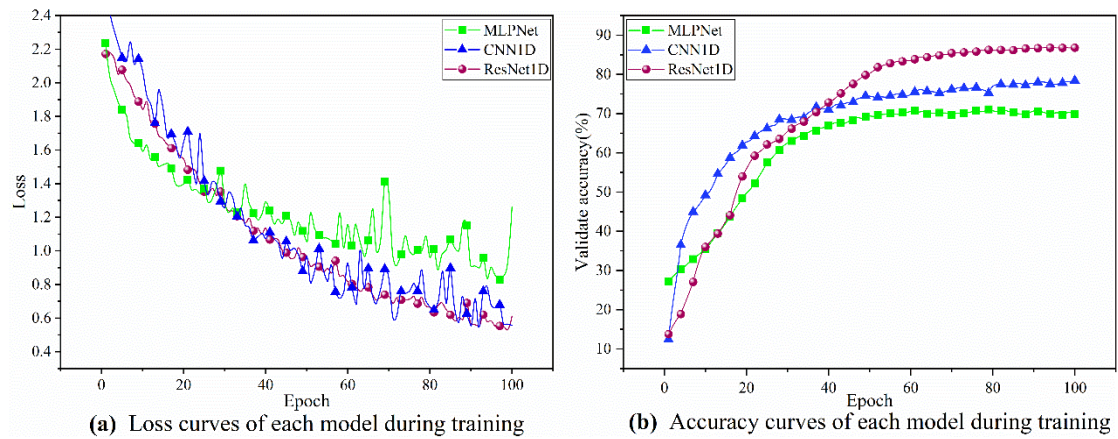 2.4
2.2
2.0
1.8
1.6
1.4
1.2
1.0
0.8
0.6
0.4
Loss
MLPNet
CNN1D
ResNet1D
0 20 40 60 80 100
Epoch
(a) Loss curves of each model during training
90
80
70
60
50
40
30
20
10
Validate accuracy(%)
MLPNet
CNN1D
ResNet1D
0 20 40 60 80 100
Epoch
(b) Accuracy curves of each model during training